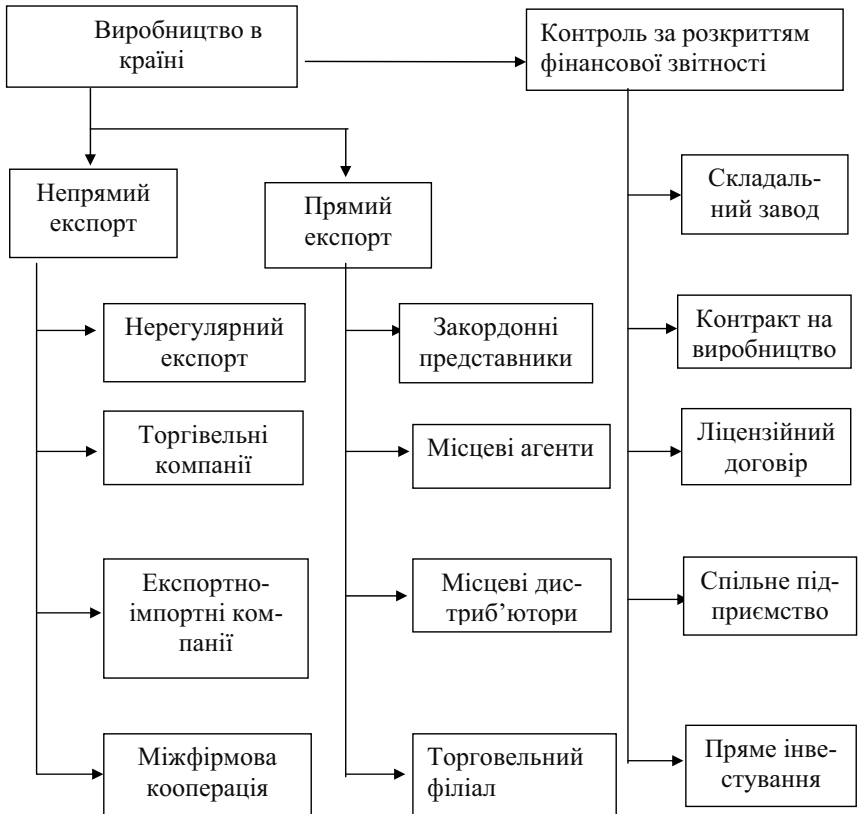 Виробництво в
країні
Контроль за розкриттям
фінансової звітності
Непрямий
експорт
Прямий
експорт
Складаль-
ний завод
Нерегулярний
експорт
Закордонні
представники
Контракт на
виробництво
Торгівельні
компанії
Місцеві агенти
Ліцензійний
договір
Експортно-
імпортні ком-
панії
Місцеві дис-
триб’ютори
Спільне під-
приємство
Міжфірмова
кооперація
Торговельний
філіал
Пряме інве-
стування